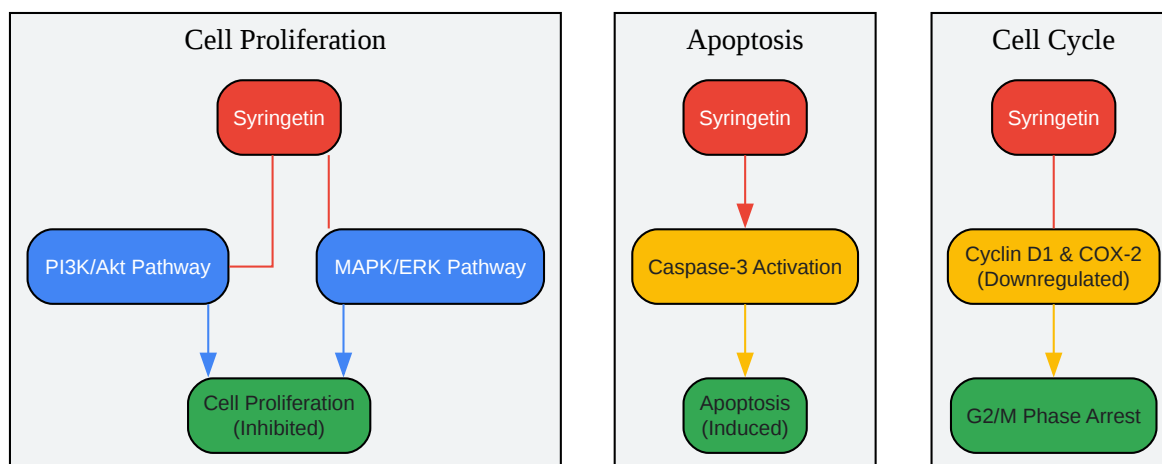 Cell Proliferation
Syringetin
PI3K/Akt Pathway
MAPK/ERK Pathway
Cell Proliferation
(Inhibited)
Apoptosis
Syringetin
Caspase-3 Activation
Apoptosis
(Induced)
Cell Cycle
Syringetin
Cyclin D1 & COX-2
(Downregulated)
G2/M Phase Arrest